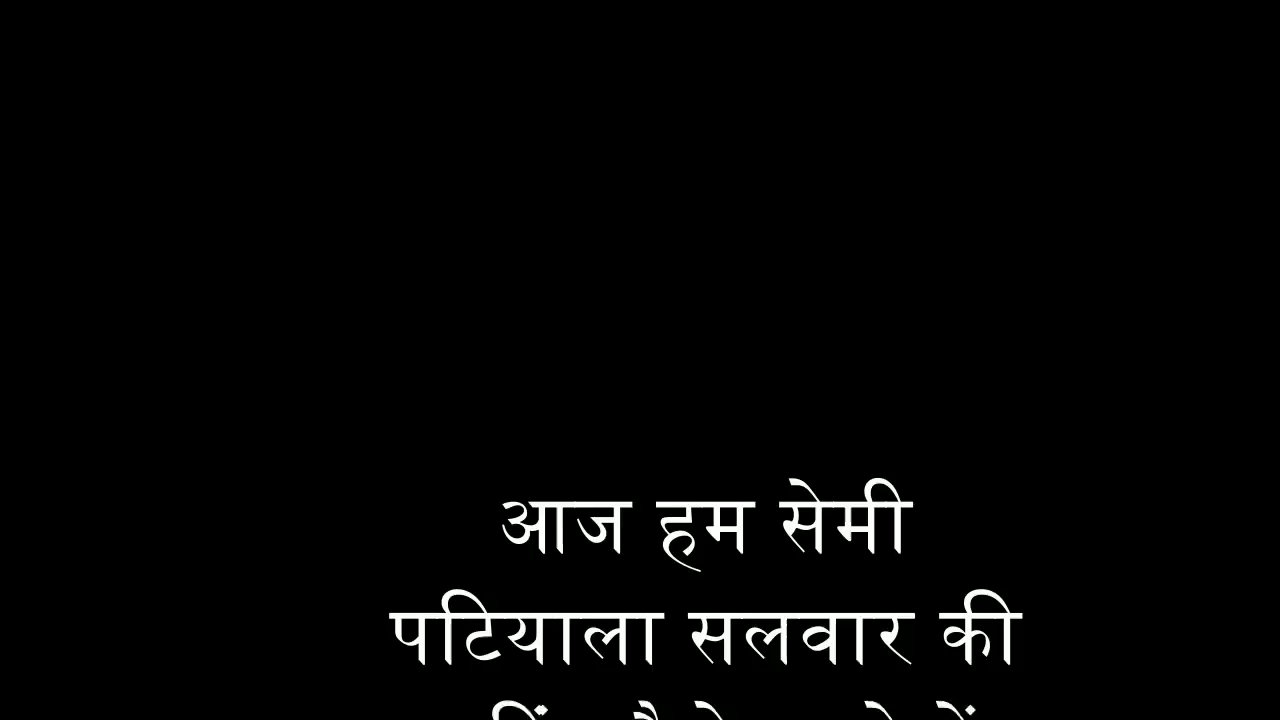 आज हम सेमी
पटियाला सलवार की